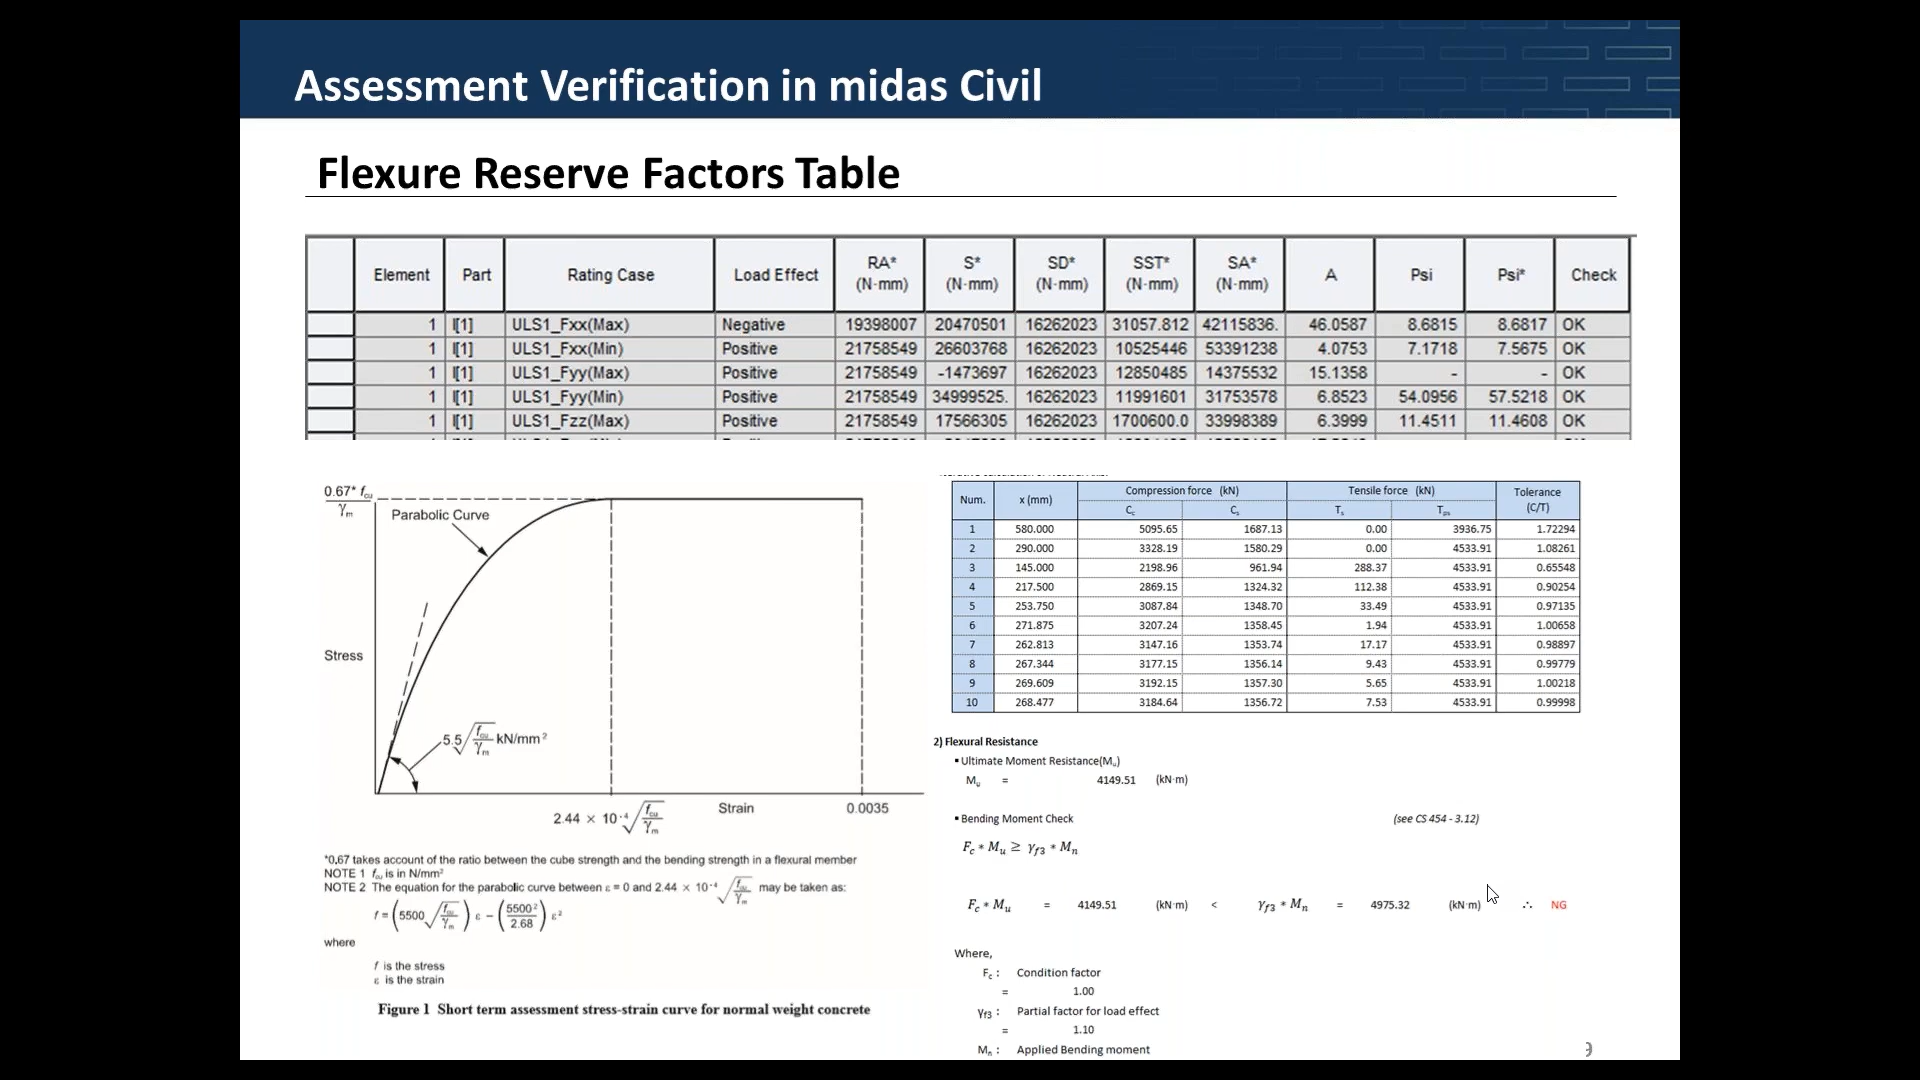 Assessment Verification in midas Civil
Flexure Reserve Factors Table
Element Part Rating Case Load Effect RA* (N·mm) S* (N·mm) SD* (N·mm) SST* (N·mm) SA* (N·mm) A Psi Psi* Check
1 I[1] ULS1_Fxx(Max) Negative 19398007 20470501 16262023 31057.812 42115836. 46.0587 8.6815 8.6817 OK
1 I[1] ULS1_Fxx(Min) Positive 21758549 26603768 16262023 10525446 53391238 4.0753 7.1718 7.5675 OK
1 I[1] ULS1_Fyy(Max) Positive 21758549 -1473697 16262023 12850485 14375532 15.1358 - - OK
1 I[1] ULS1_Fyy(Min) Positive 21758549 34999525. 16262023 11991601 31753578 6.8523 54.0956 57.5218 OK
1 I[1] ULS1_Fzz(Max) Positive 21758549 17566305 16262023 1700600.0 33998389 6.3999 11.4511 11.4608 OK
0.67* fcu
γm
Parabolic Curve
Stress
5.5√fcu/γm kN/mm²
2.44 × 10⁻⁴√fcu/γm
Strain
0.0035
*0,67 takes account of the ratio between the cube strength and the bending strength in a flexural member
NOTE 1 fcu is in N/mm²
NOTE 2 The equation for the parabolic curve between ε = 0 and 2.44 × 10⁻⁴ √fcu/γm may be taken as:
f = (5500 √fcu/γm) ε − (5500²/2.68) ε²
where
f is the stress
ε is the strain
Figure 1 Short term assessment stress-strain curve for normal weight concrete
Num. x (mm) Compression force (kN) Tensile force (kN) Tolerance (C/T)
Cc Cs Ts Tps
1 580.000 5095.65 1687.13 0.00 3936.75 1.72294
2 290.000 3328.19 1580.29 0.00 4533.91 1.08261
3 145.000 2198.96 961.94 288.37 4533.91 0.65548
4 217.500 2869.15 1324.32 112.38 4533.91 0.90254
5 253.750 3087.84 1348.70 33.49 4533.91 0.97135
6 271.875 3207.24 1358.45 1.94 4533.91 1.00658
7 262.813 3147.16 1353.74 17.17 4533.91 0.98897
8 267.344 3177.15 1356.14 9.43 4533.91 0.99779
9 269.609 3192.15 1357.30 5.65 4533.91 1.00218
10 268.477 3184.64 1356.72 7.53 4533.91 0.99998
2) Flexural Resistance
▪ Ultimate Moment Resistance(Mu)
Mu = 4149.51 (kN·m)
▪ Bending Moment Check (see CS 454 - 3.12)
Fc * Mu ≥ γf3 * Mn
Fc * Mu = 4149.51 (kN·m) < γf3 * Mn = 4975.32 (kN·m) ∴ NG
Where,
Fc : Condition factor
= 1.00
γf3 : Partial factor for load effect
= 1.10
Mn : Applied Bending moment
9